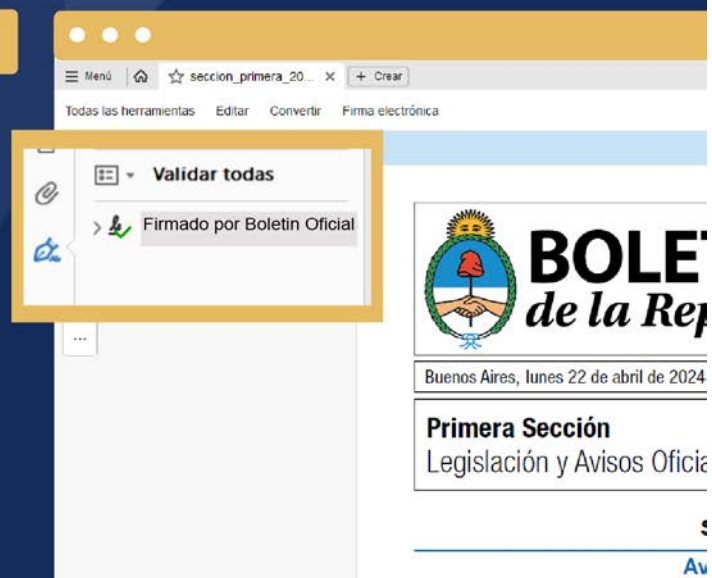 Menú
seccion_primera_20... × + Crear
Todas las herramientas Editar Convertir Firma electrónica
Validar todas
Firmado por Boletin Oficial
...
BOLET
de la Rep
Buenos Aires, lunes 22 de abril de 2024
Primera Sección
Legislación y Avisos Oficia
S
Av